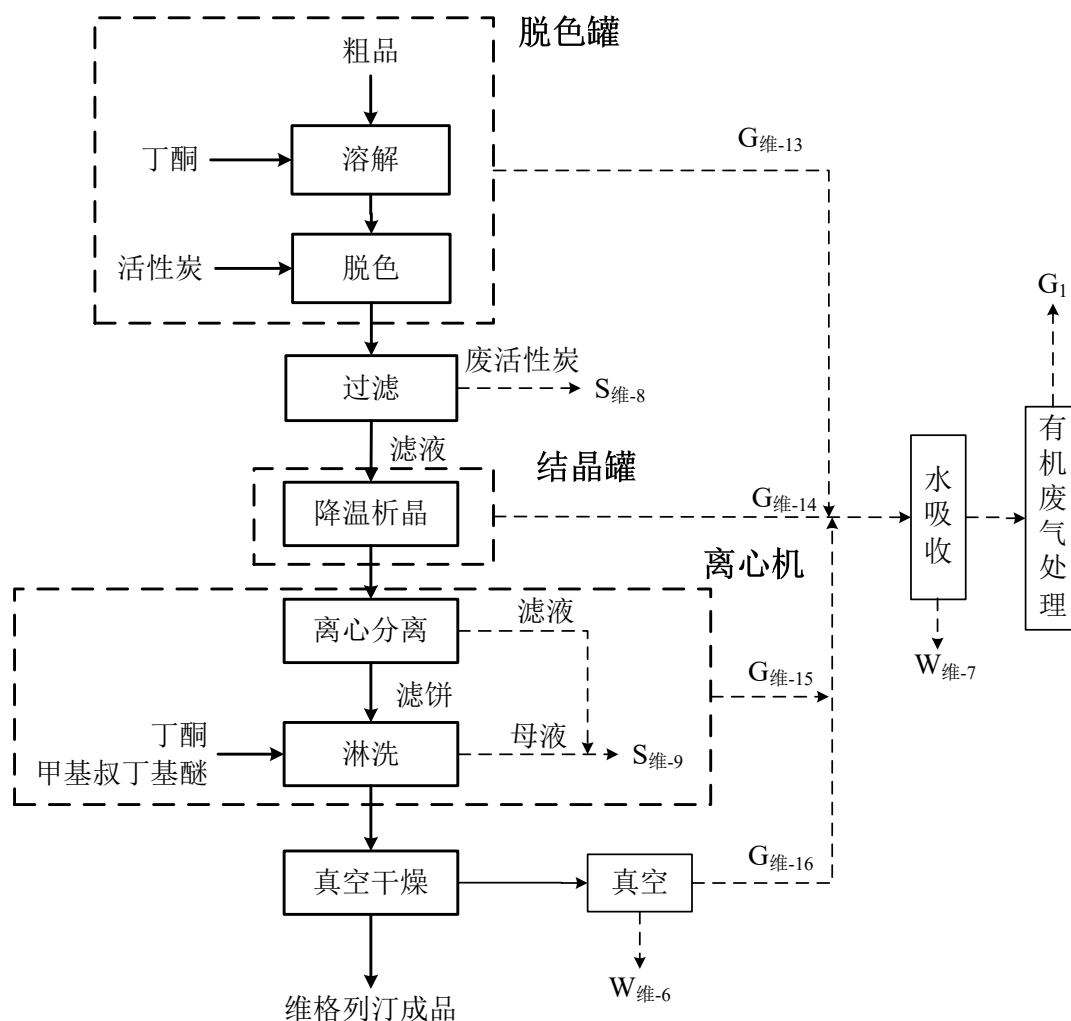 脱色罐
粗品
丁酮
溶解
G维-13
活性炭
脱色
G1
过滤
废活性炭
S维-8
滤液
结晶罐
降温析晶
G维-14
水吸收
有机废气处理
离心机
离心分离
滤液
滤饼
G维-15
W维-7
丁酮
甲基叔丁基醚
淋洗
母液
S维-9
真空干燥
真空
G维-16
W维-6
维格列汀成品